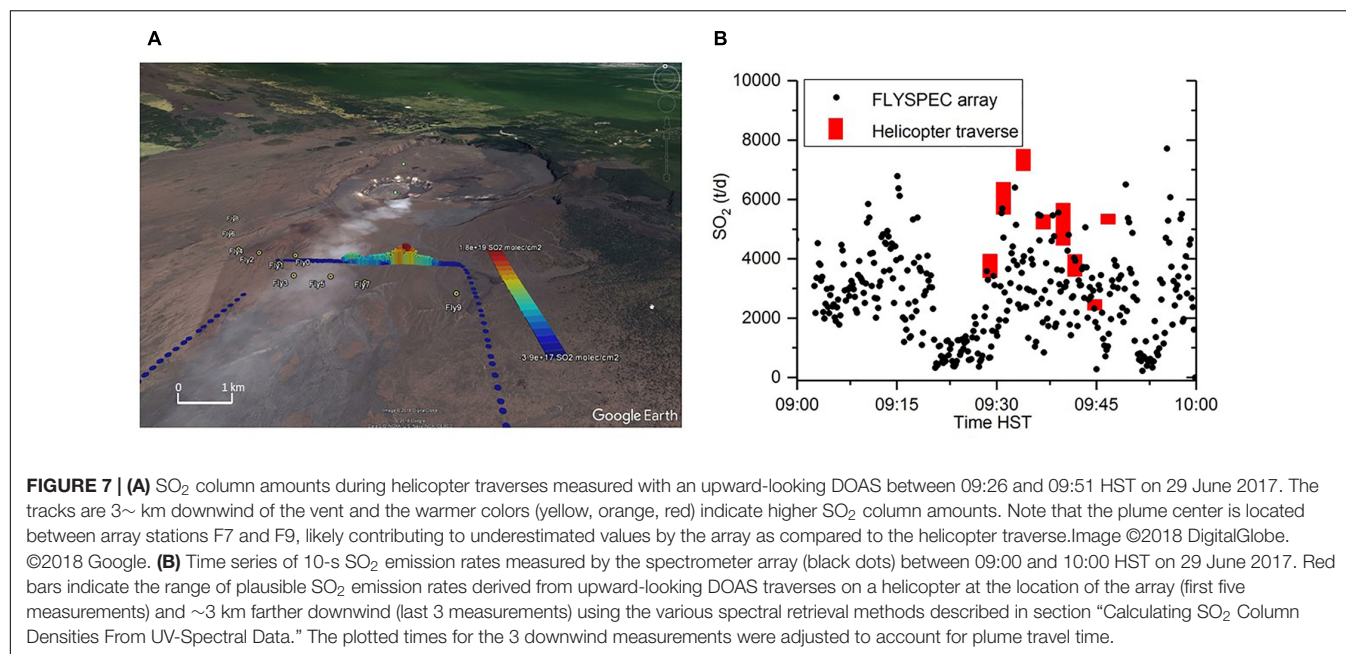 A
B
1.8e+19 SO2 molec/cm2
Fly2
Fly3
Fly5
Fly7
Fly9
3.9e+17 SO2 molec/cm2
0 1 km
Google Earth
10000
8000
6000
4000
2000
0
SO₂ (t/d)
FLYSPEC array
Helicopter traverse
09:00 09:15 09:30 09:45 10:00
Time HST
FIGURE 7 | (A) SO₂ column amounts during helicopter traverses measured with an upward-looking DOAS between 09:26 and 09:51 HST on 29 June 2017. The
tracks are 3~ km downwind of the vent and the warmer colors (yellow, orange, red) indicate higher SO₂ column amounts. Note that the plume center is located
between array stations F7 and F9, likely contributing to underestimated values by the array as compared to the helicopter traverse.Image ©2018 DigitalGlobe.
©2018 Google. (B) Time series of 10-s SO₂ emission rates measured by the spectrometer array (black dots) between 09:00 and 10:00 HST on 29 June 2017. Red
bars indicate the range of plausible SO₂ emission rates derived from upward-looking DOAS traverses on a helicopter at the location of the array (first five
measurements) and ~3 km farther downwind (last 3 measurements) using the various spectral retrieval methods described in section “Calculating SO₂ Column
Densities From UV-Spectral Data.” The plotted times for the 3 downwind measurements were adjusted to account for plume travel time.